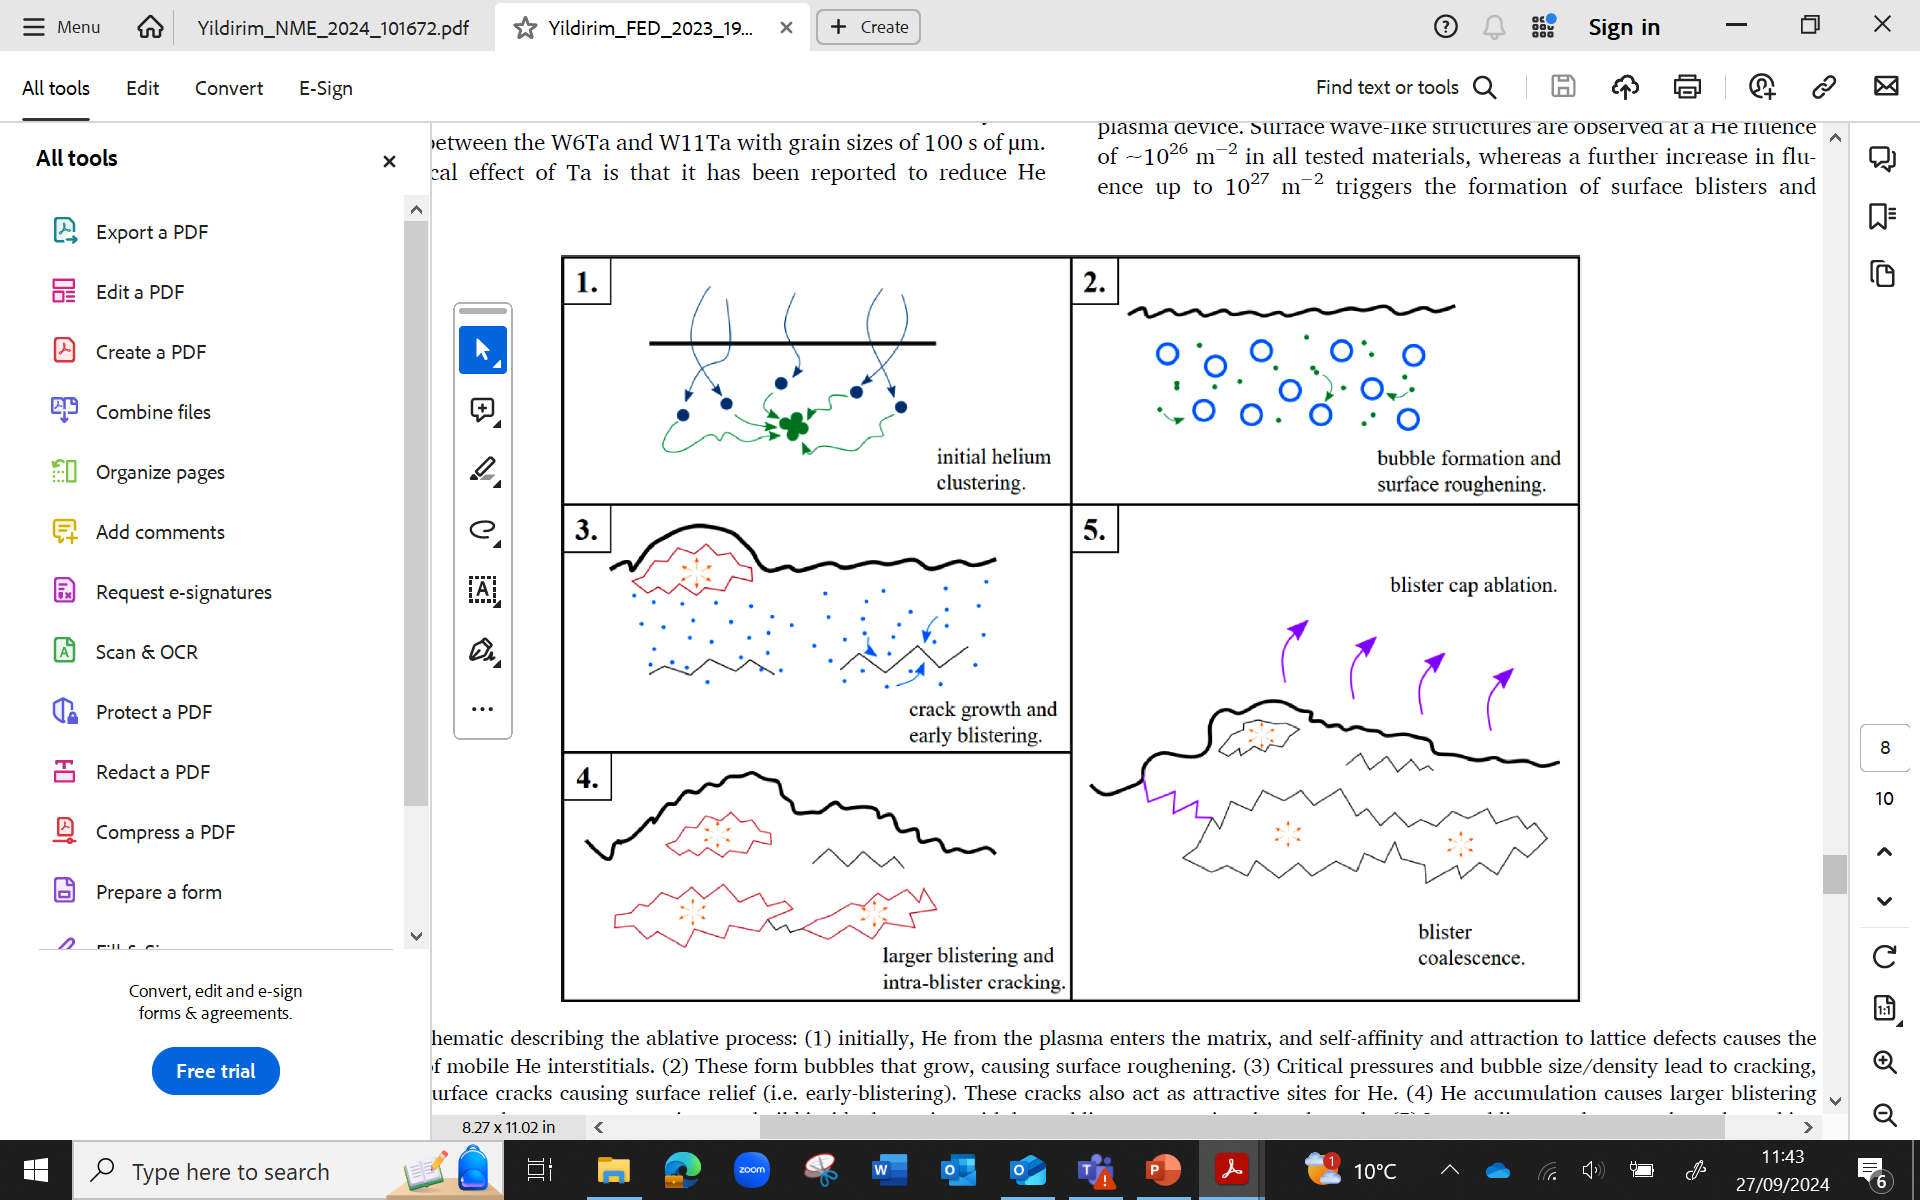 Menu
Yildirim_NME_2024_101672.pdf
Yildirim_FED_2023_19...
Create
Sign in
All tools
Edit
Convert
E-Sign
Find text or tools
All tools
Export a PDF
Edit a PDF
Create a PDF
Combine files
Organize pages
Add comments
Request e-signatures
Scan & OCR
Protect a PDF
Redact a PDF
Compress a PDF
Prepare a form
Convert, edit and e-sign
forms & agreements.
Free trial
between the W6Ta and W11Ta with grain sizes of 100 s of μm.
cal effect of Ta is that it has been reported to reduce He
plasma device. Surface wave-like structures are observed at a He fluence
of ~10²⁶ m⁻² in all tested materials, whereas a further increase in flu-
ence up to 10²⁷ m⁻² triggers the formation of surface blisters and
1.
initial helium
clustering.
2.
bubble formation and
surface roughening.
3.
crack growth and
early blistering.
4.
larger blistering and
intra-blister cracking.
5.
blister cap ablation.
blister
coalescence.
hematic describing the ablative process: (1) initially, He from the plasma enters the matrix, and self-affinity and attraction to lattice defects causes the
of mobile He interstitials. (2) These form bubbles that grow, causing surface roughening. (3) Critical pressures and bubble size/density lead to cracking,
urface cracks causing surface relief (i.e. early-blistering). These cracks also act as attractive sites for He. (4) He accumulation causes larger blistering
8.27 x 11.02 in
8
10
1:1
Type here to search
zoom
10°C
11:43
27/09/2024
6